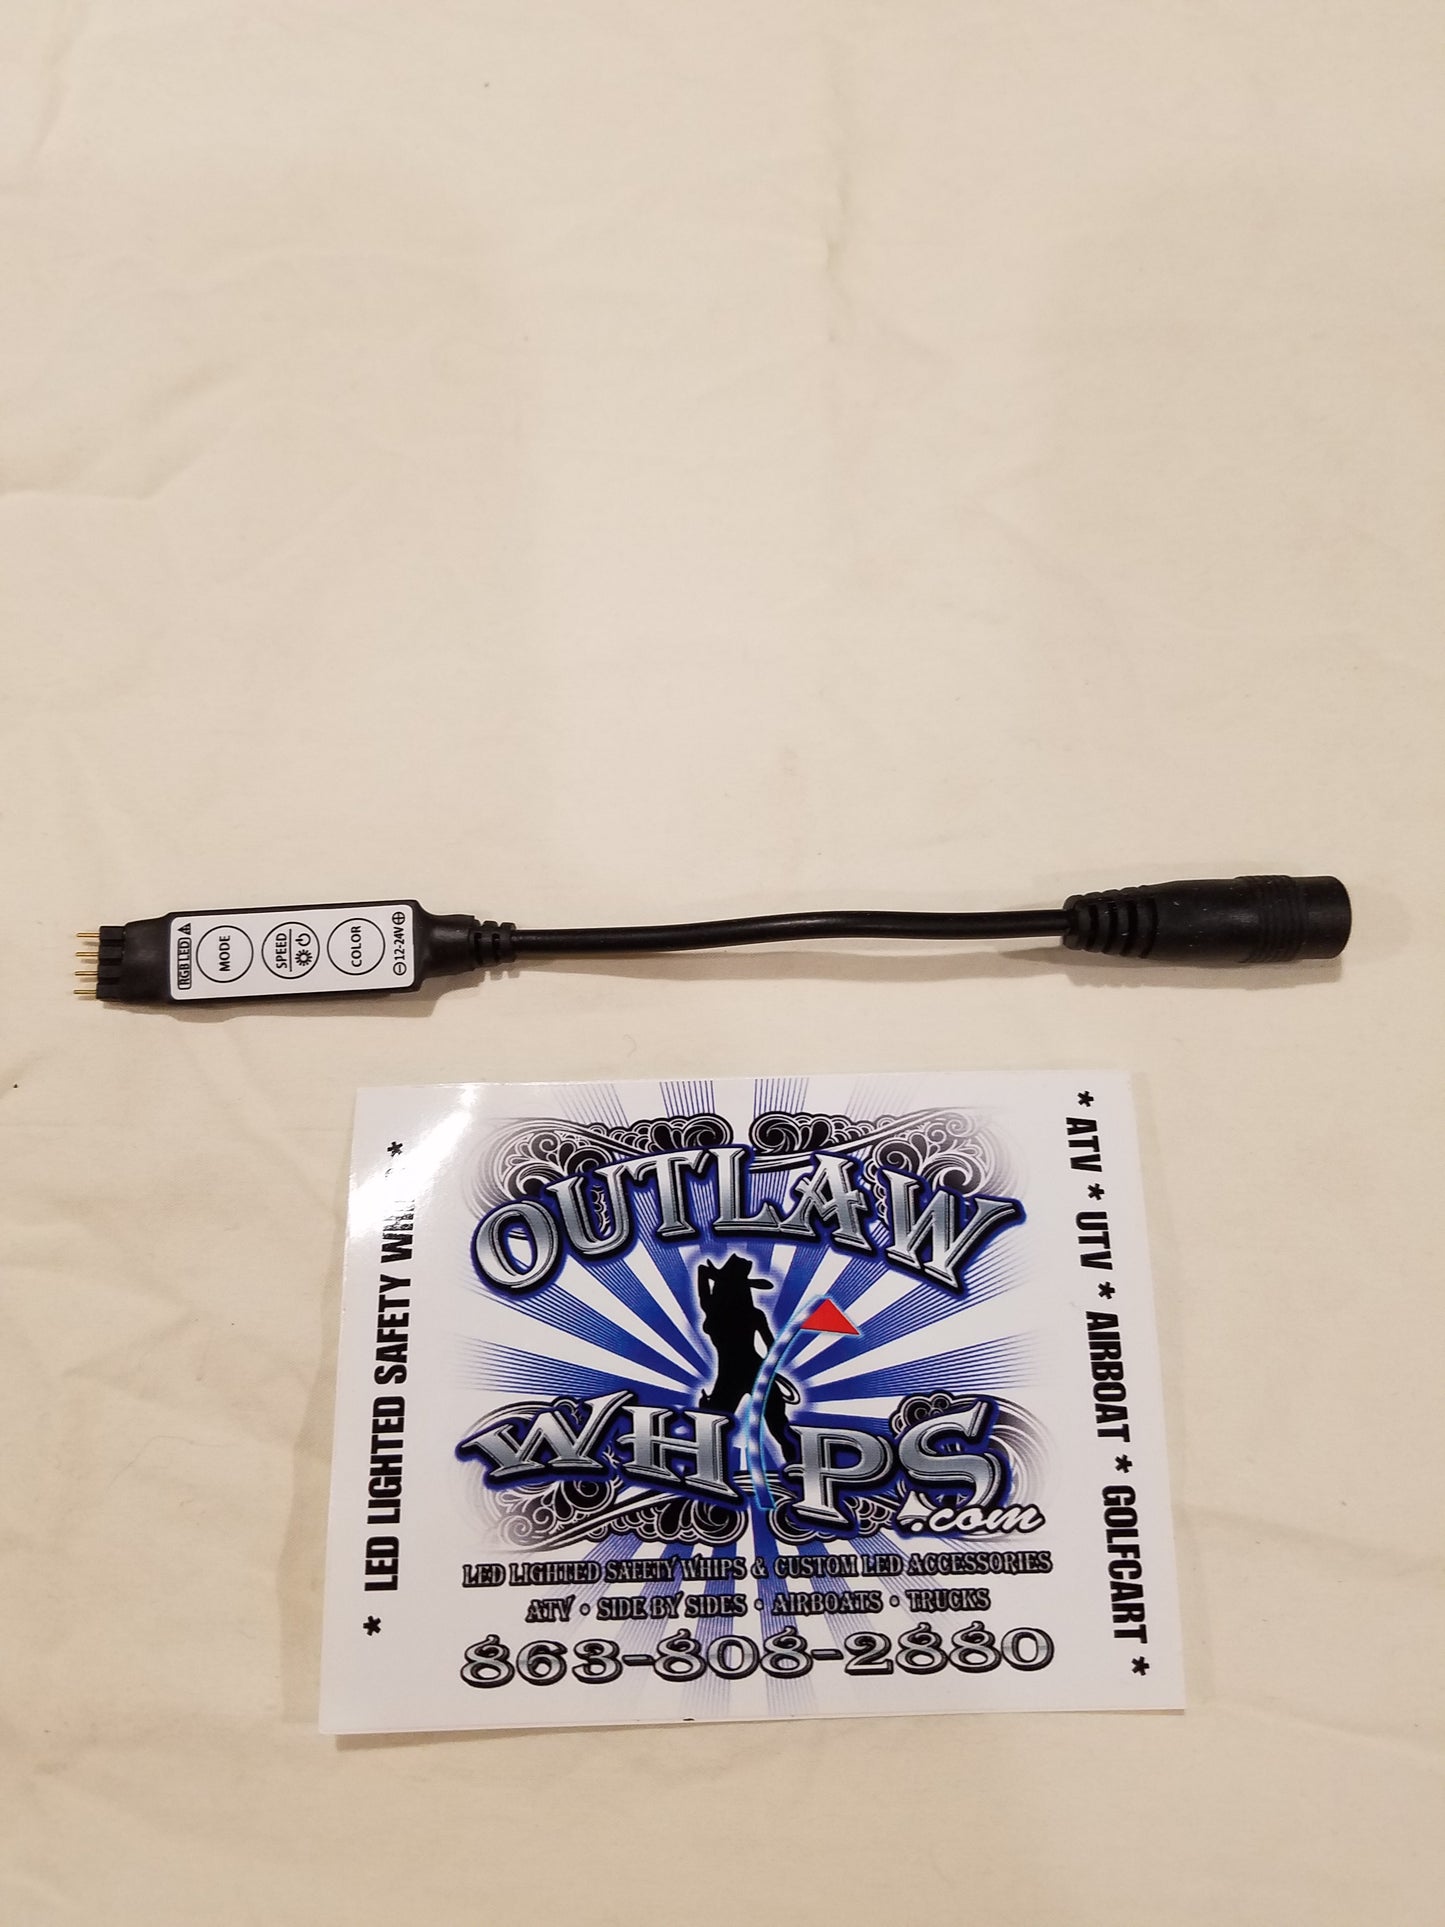 RGB LED
MODE
SPEED
COLOR
12-24V
* LED LIGHTED SAFETY *
OUTLAW
WHIPS
.com
LED LIGHTED SAFETY WHIPS & CUSTOM LED ACCESSORIES
ATV • SIDE BY SIDES • AIRBOATS • TRUCKS
863-808-2880
* ATV * UTV * AIRBOAT * GOLFCART *